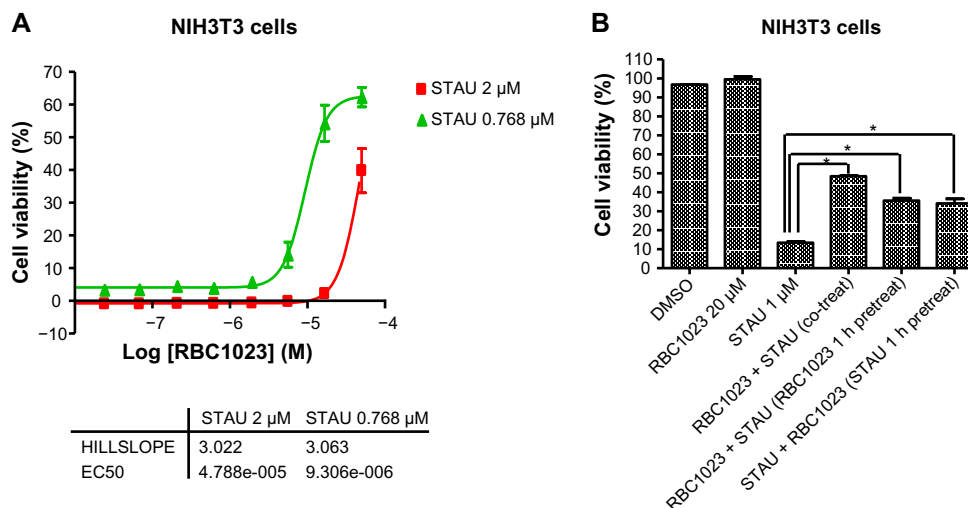 A
NIH3T3 cells
Cell viability (%)
70
60
50
40
30
20
10
0
−10
−7
−6
−5
−4
Log [RBC1023] (M)
STAU 2 µM
STAU 0.768 µM
STAU 2 µM STAU 0.768 µM
HILLSLOPE 3.022 3.063
EC50 4.788e-005 9.306e-006
B
NIH3T3 cells
Cell viability (%)
110
100
90
80
70
60
50
40
30
20
10
0
*
*
*
DMSO
RBC1023 20 µM
STAU 1 µM
RBC1023 + STAU (co-treat)
RBC1023 + STAU (RBC1023 1 h pretreat)
STAU + RBC1023 (STAU 1 h pretreat)